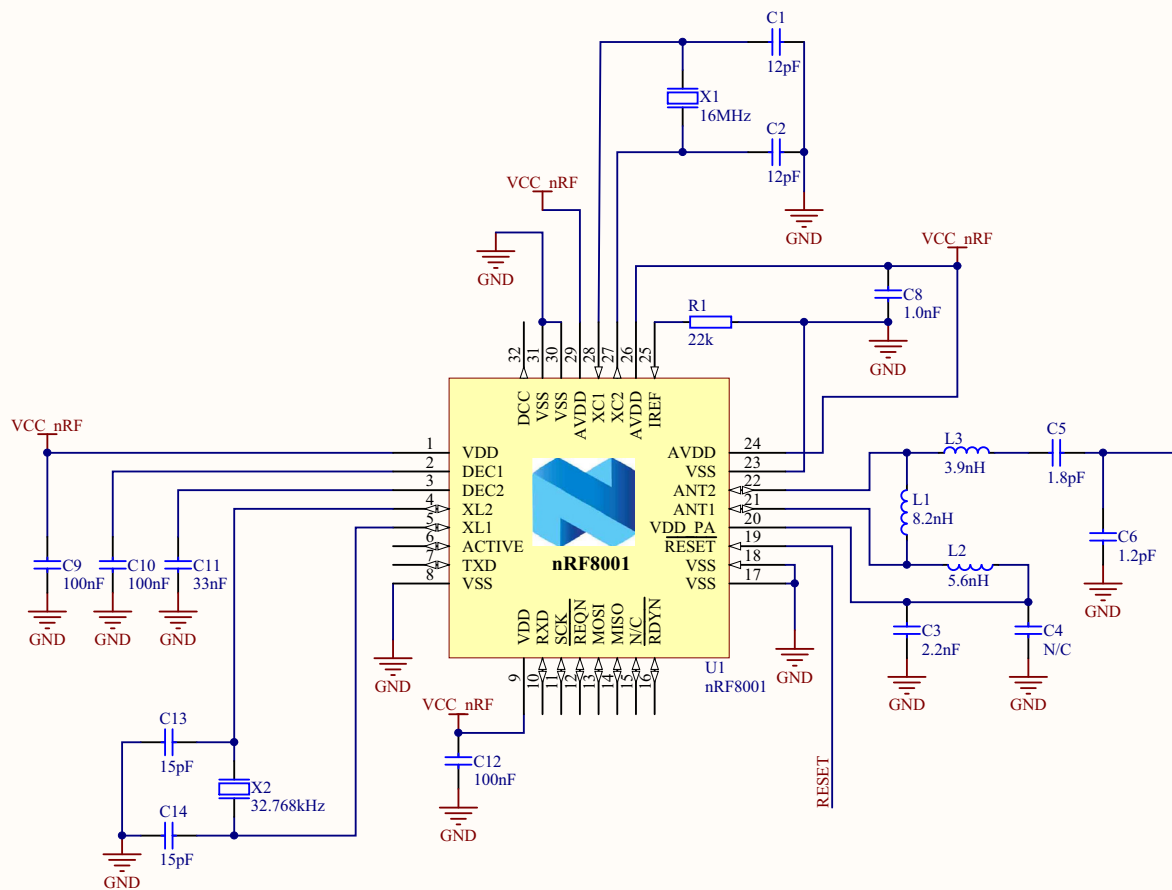 C1
12pF
X1
16MHz
C2
12pF
GND
VCC_nRF
GND
VCC_nRF
C8
1.0nF
GND
R1
22k
32
31
30
29
28
27
26
25
DCC
VSS
VSS
AVDD
XC1
XC2
AVDD
IREF
VCC_nRF
1
VDD
2
DEC1
3
DEC2
4
XL2
5
XL1
6
ACTIVE
7
TXD
8
VSS
nRF8001
AVDD
24
VSS
23
ANT2
22
ANT1
21
VDD_PA
20
RESET
19
VSS
18
VSS
17
L3
3.9nH
C5
1.8pF
L1
8.2nH
L2
5.6nH
C6
1.2pF
GND
C9
100nF
GND
C10
100nF
GND
C11
33nF
GND
GND
VDD
RXD
SCK
REQN
MOSI
MISO
N/C
RDYN
9
10
11
12
13
14
15
16
U1
nRF8001
GND
C3
2.2nF
GND
C4
N/C
GND
VCC_nRF
C12
100nF
GND
RESET
C13
15pF
X2
32.768kHz
C14
15pF
GND